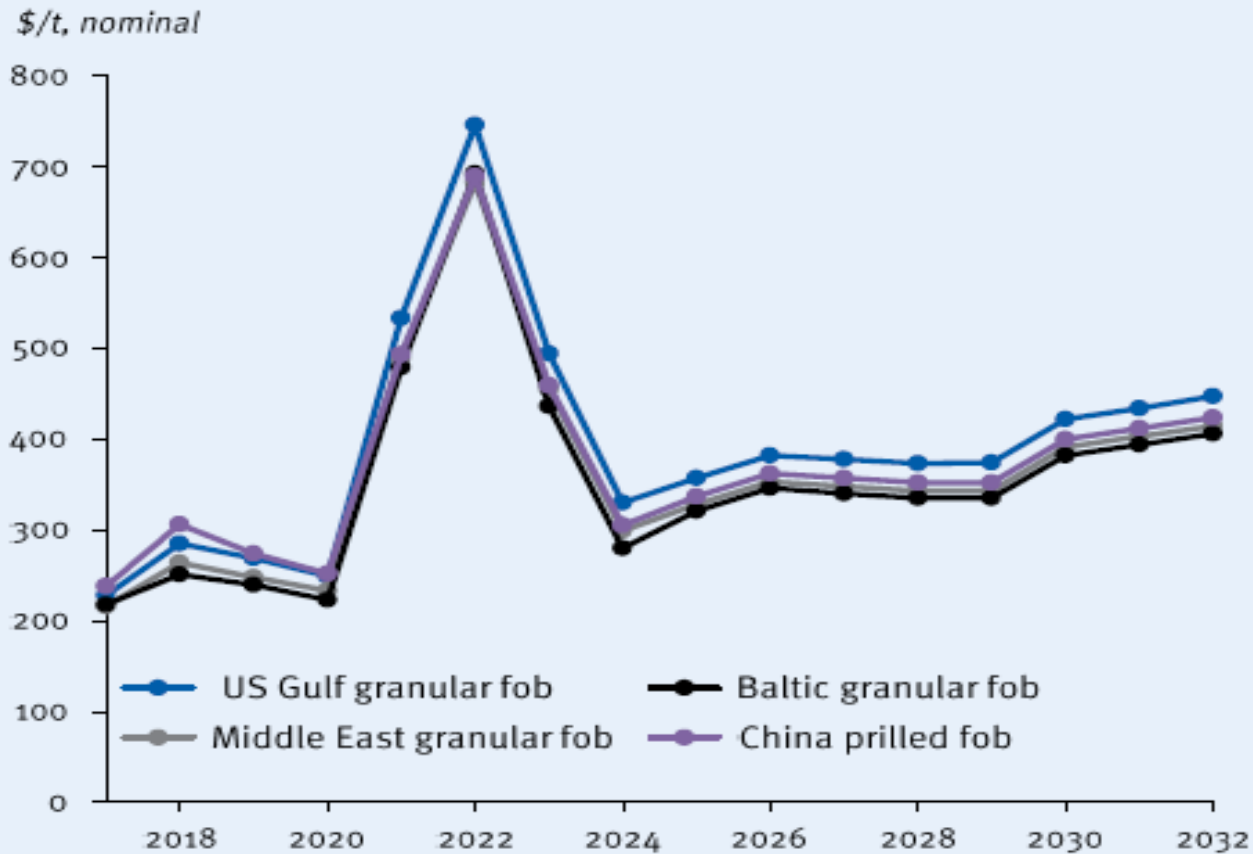 $/t, nominal
800
700
600
500
400
300
200
100
0
US Gulf granular fob
Baltic granular fob
Middle East granular fob
China prilled fob
2018 2020 2022 2024 2026 2028 2030 2032